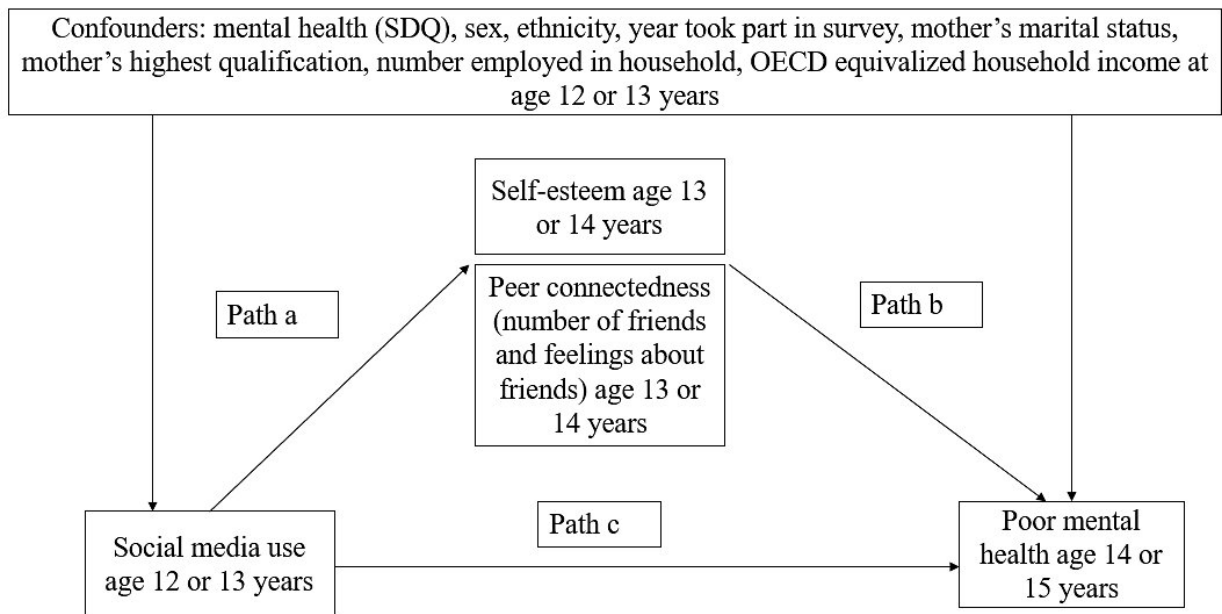 Confounders: mental health (SDQ), sex, ethnicity, year took part in survey, mother's marital status,
mother's highest qualification, number employed in household, OECD equivalized household income at
age 12 or 13 years
Self-esteem age 13
or 14 years
Path a
Peer connectedness
(number of friends
and feelings about
friends) age 13 or
14 years
Path b
Path c
Social media use
age 12 or 13 years
Poor mental
health age 14 or
15 years